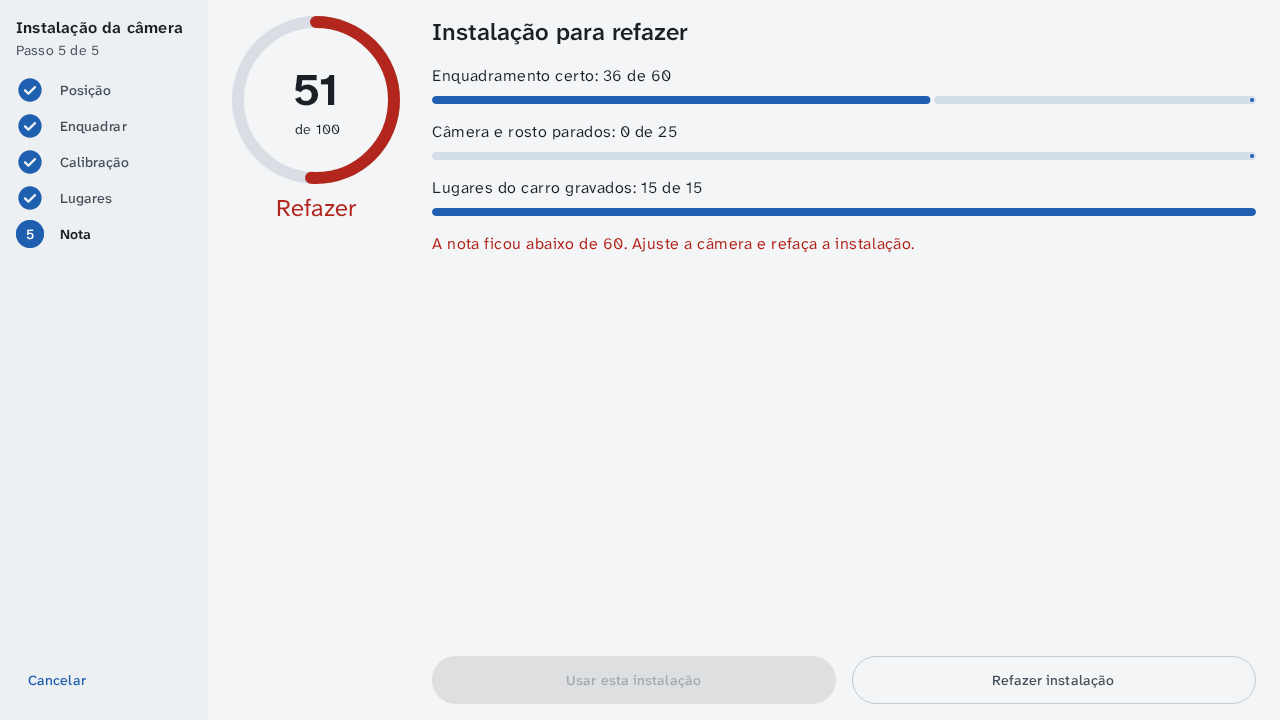 Instalação da câmera
Passo 5 de 5
Posição
Enquadrar
Calibração
Lugares
5 Nota
Cancelar
51
de 100
Refazer
Instalação para refazer
Enquadramento certo: 36 de 60
Câmera e rosto parados: 0 de 25
Lugares do carro gravados: 15 de 15
A nota ficou abaixo de 60. Ajuste a câmera e refaça a instalação.
Usar esta instalação
Refazer instalação